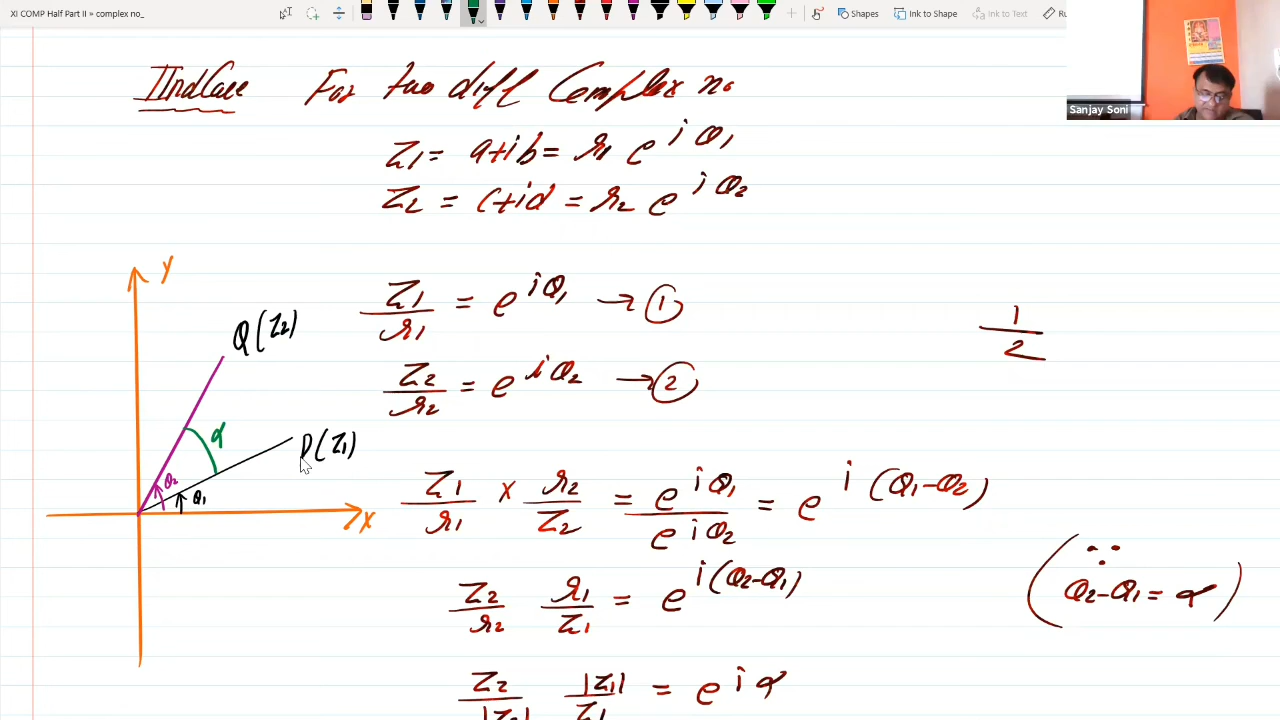 XI COMP Half Part II » complex no_
Shapes Ink to Shape Ink to Text Ru
Sanjay Soni
IInd Case For two diff Complex no
Z1 = a+ib = r1 e^iθ1
Z2 = c+id = r2 e^iθ2
Y
Z1/r1 = e^iθ1 → ①
1/2
Q(Z2)
Z2/r2 = e^iθ2 → ②
α
P(Z1)
θ2
θ1
X
Z1/r1 × r2/Z2 = e^iθ1/e^iθ2 = e^i(θ1-θ2)
Z2/r2 r1/Z1 = e^i(θ2-θ1)
(∵ θ2-θ1 = α)
Z2/|Z2| |Z1|/Z1 = e^iα